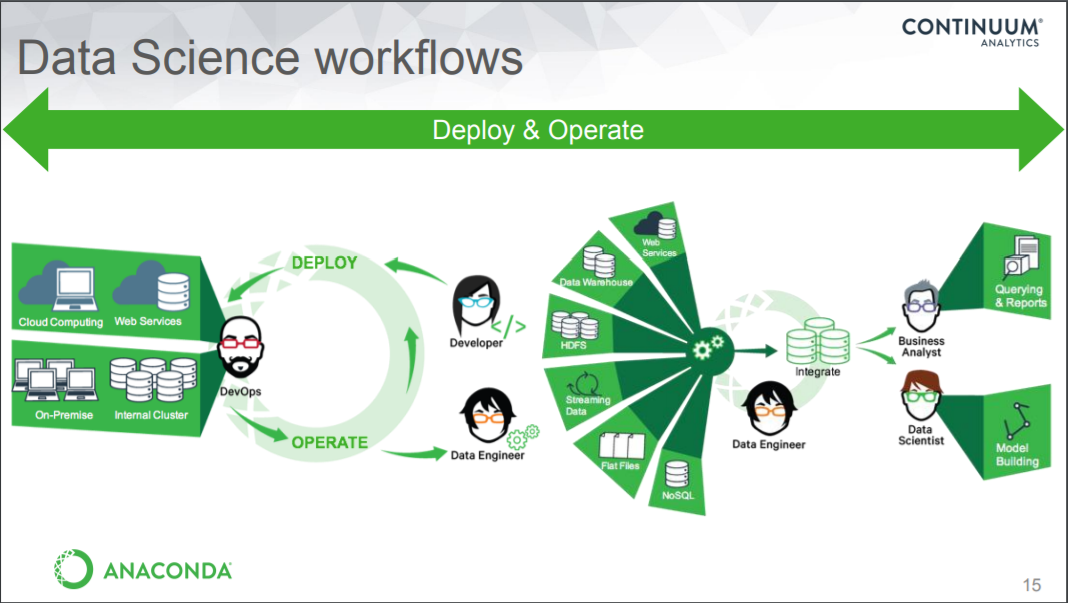 CONTINUUM®
ANALYTICS
Data Science workflows
Deploy & Operate
Cloud Computing
Web Services
On-Premise
Internal Cluster
DevOps
DEPLOY
OPERATE
Developer
</>
Data Engineer
Web
Services
Data Warehouse
HDFS
Streaming
Data
Flat Files
NoSQL
Integrate
Data Engineer
Business
Analyst
Data
Scientist
Querying
& Reports
Model
Building
ANACONDA®
15